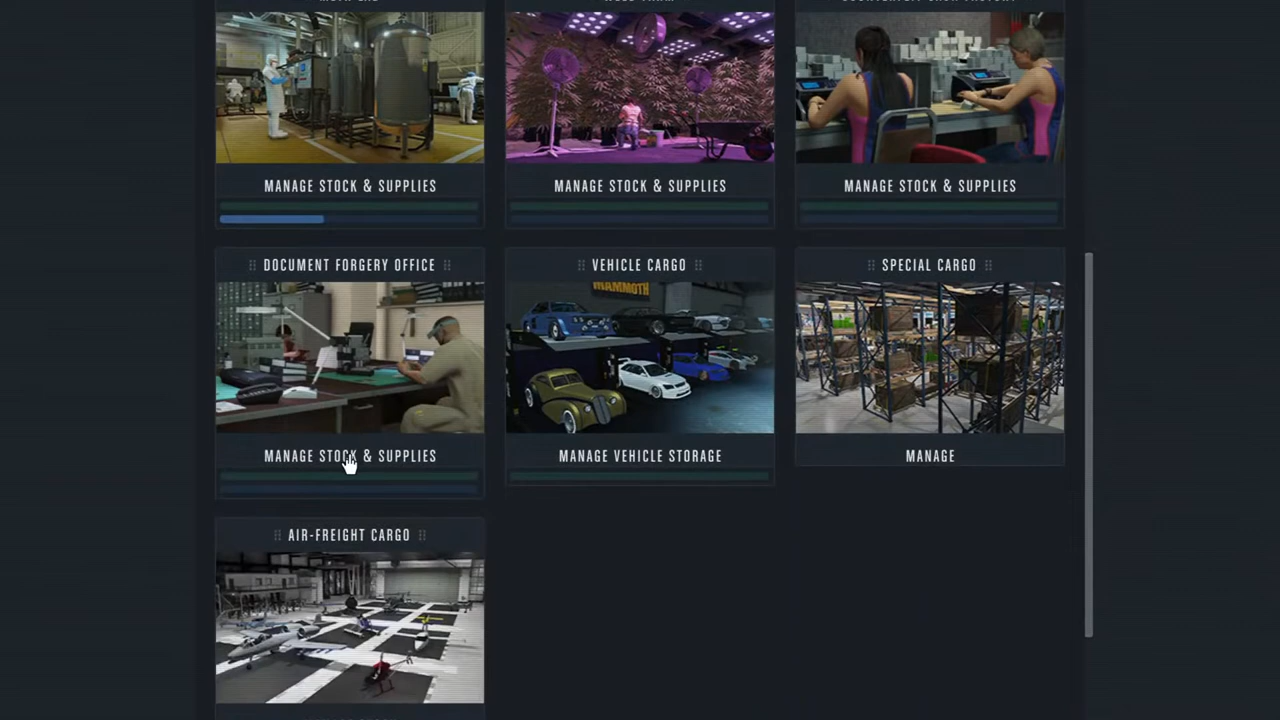 MANAGE STOCK & SUPPLIES
MANAGE STOCK & SUPPLIES
MANAGE STOCK & SUPPLIES
DOCUMENT FORGERY OFFICE
VEHICLE CARGO
SPECIAL CARGO
MAMMOTH
MANAGE STOCK & SUPPLIES
MANAGE VEHICLE STORAGE
MANAGE
AIR-FREIGHT CARGO